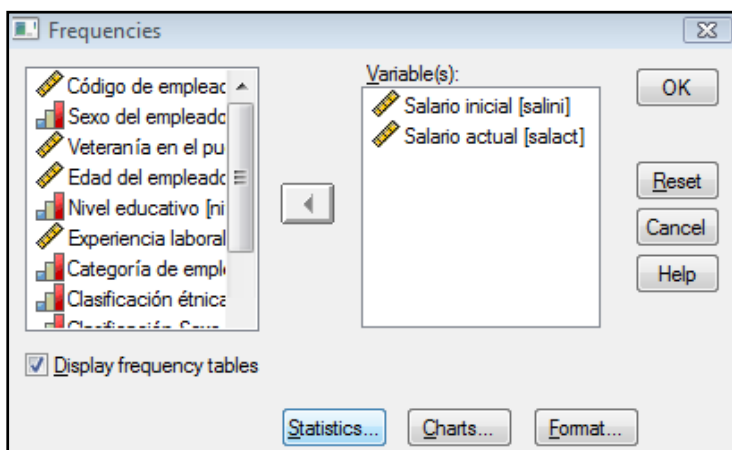 Frequencies
Código de empleac
Sexo del empleado
Veteranía en el pu
Edad del empleadc
Nivel educativo [ni
Experiencia laboral
Categoría de emple
Clasificación étnica
Variable(s):
Salario inicial [salini]
Salario actual [salact]
OK
Reset
Cancel
Help
Display frequency tables
Statistics...
Charts...
Format...